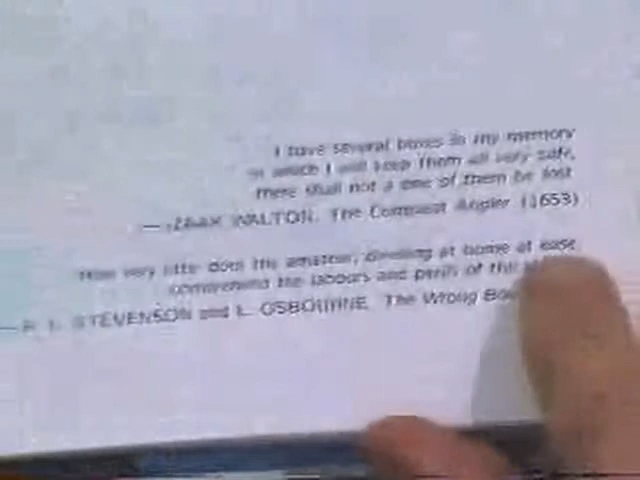 I have several boxes in my memory
in which I will keep them all very safe,
there shall not a one of them be lost
— IZAAK WALTON, The Compleat Angler (1653)
How very little does the amateur, dwelling at home at ease,
comprehend the labours and perils of the
— R. L. STEVENSON and L. OSBOURNE, The Wrong